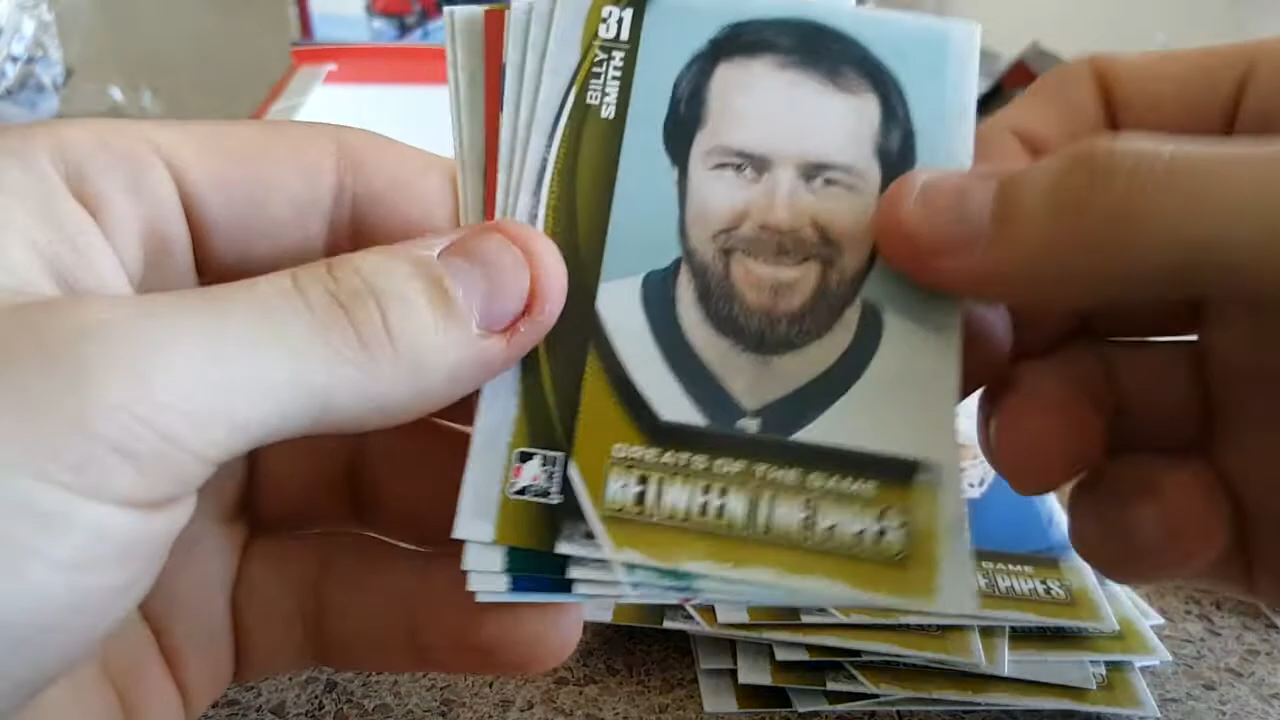 BILLY 31
SMITH
GREATS OF THE GAME
BETWEEN THE PIPES
GAME
E PIPES